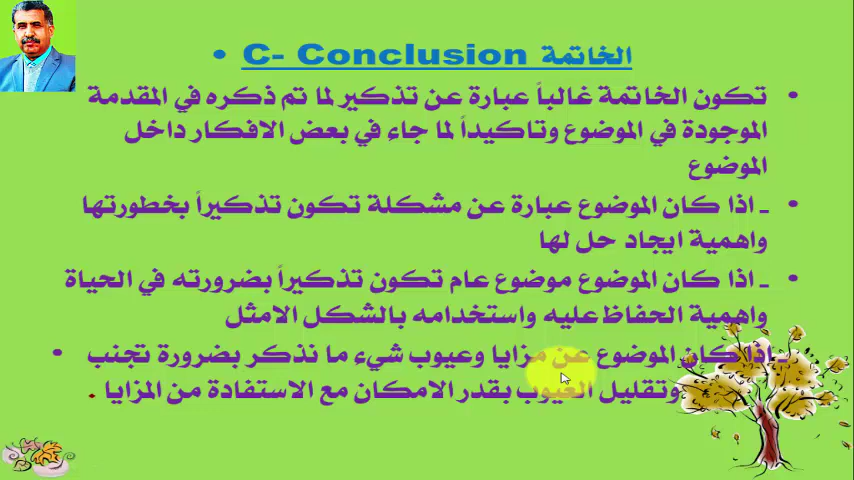 C- Conclusion الخاتمة
تكون الخاتمة غالباً عبارة عن تذكير لما تم ذكره في المقدمة
الموجودة في الموضوع وتاكيداً لما جاء في بعض الافكار داخل
الموضوع
ـ اذا كان الموضوع عبارة عن مشكلة تكون تذكيراً بخطورتها
واهمية ايجاد حل لها
ـ اذا كان الموضوع موضوع عام تكون تذكيراً بضرورته في الحياة
واهمية الحفاظ عليه واستخدامه بالشكل الامثل
ـ إذا كان الموضوع عن مزايا وعيوب شيء ما نذكر بضرورة تجنب
وتقليل العيوب بقدر الامكان مع الاستفادة من المزايا .